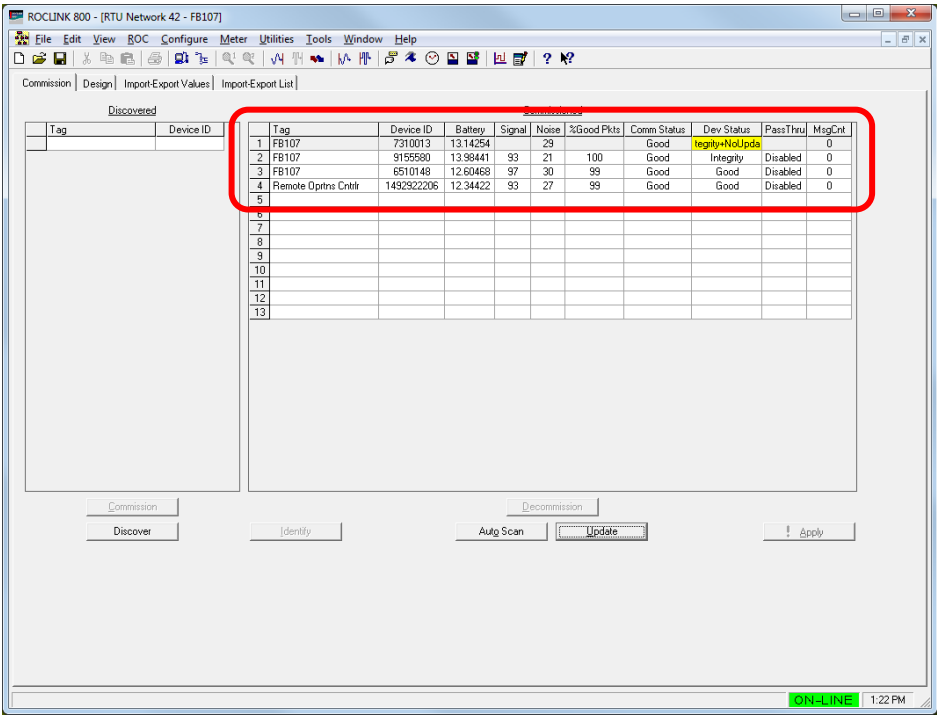 ROCLINK 800 - [RTU Network 42 - FB107]
File Edit View ROC Configure Meter Utilities Tools Window Help
Commission Design Import-Export Values Import-Export List
Discovered
Tag Device ID
Tag Device ID Battery Signal Noise %Good Pkts Comm Status Dev Status PassThru MsgCnt
1 FB107 7310013 13.14254 29 Good tegrity+NoUpda 0
2 FB107 9155580 13.98441 93 21 100 Good Integrity Disabled 0
3 FB107 6510148 12.60468 97 30 99 Good Good Disabled 0
4 Remote Oprtns Cntrlr 1492922206 12.34422 93 27 99 Good Good Disabled 0
5
6
7
8
9
10
11
12
13
Commission Decommission
Discover Identify Auto Scan Update ! Apply
ON-LINE 1:22 PM